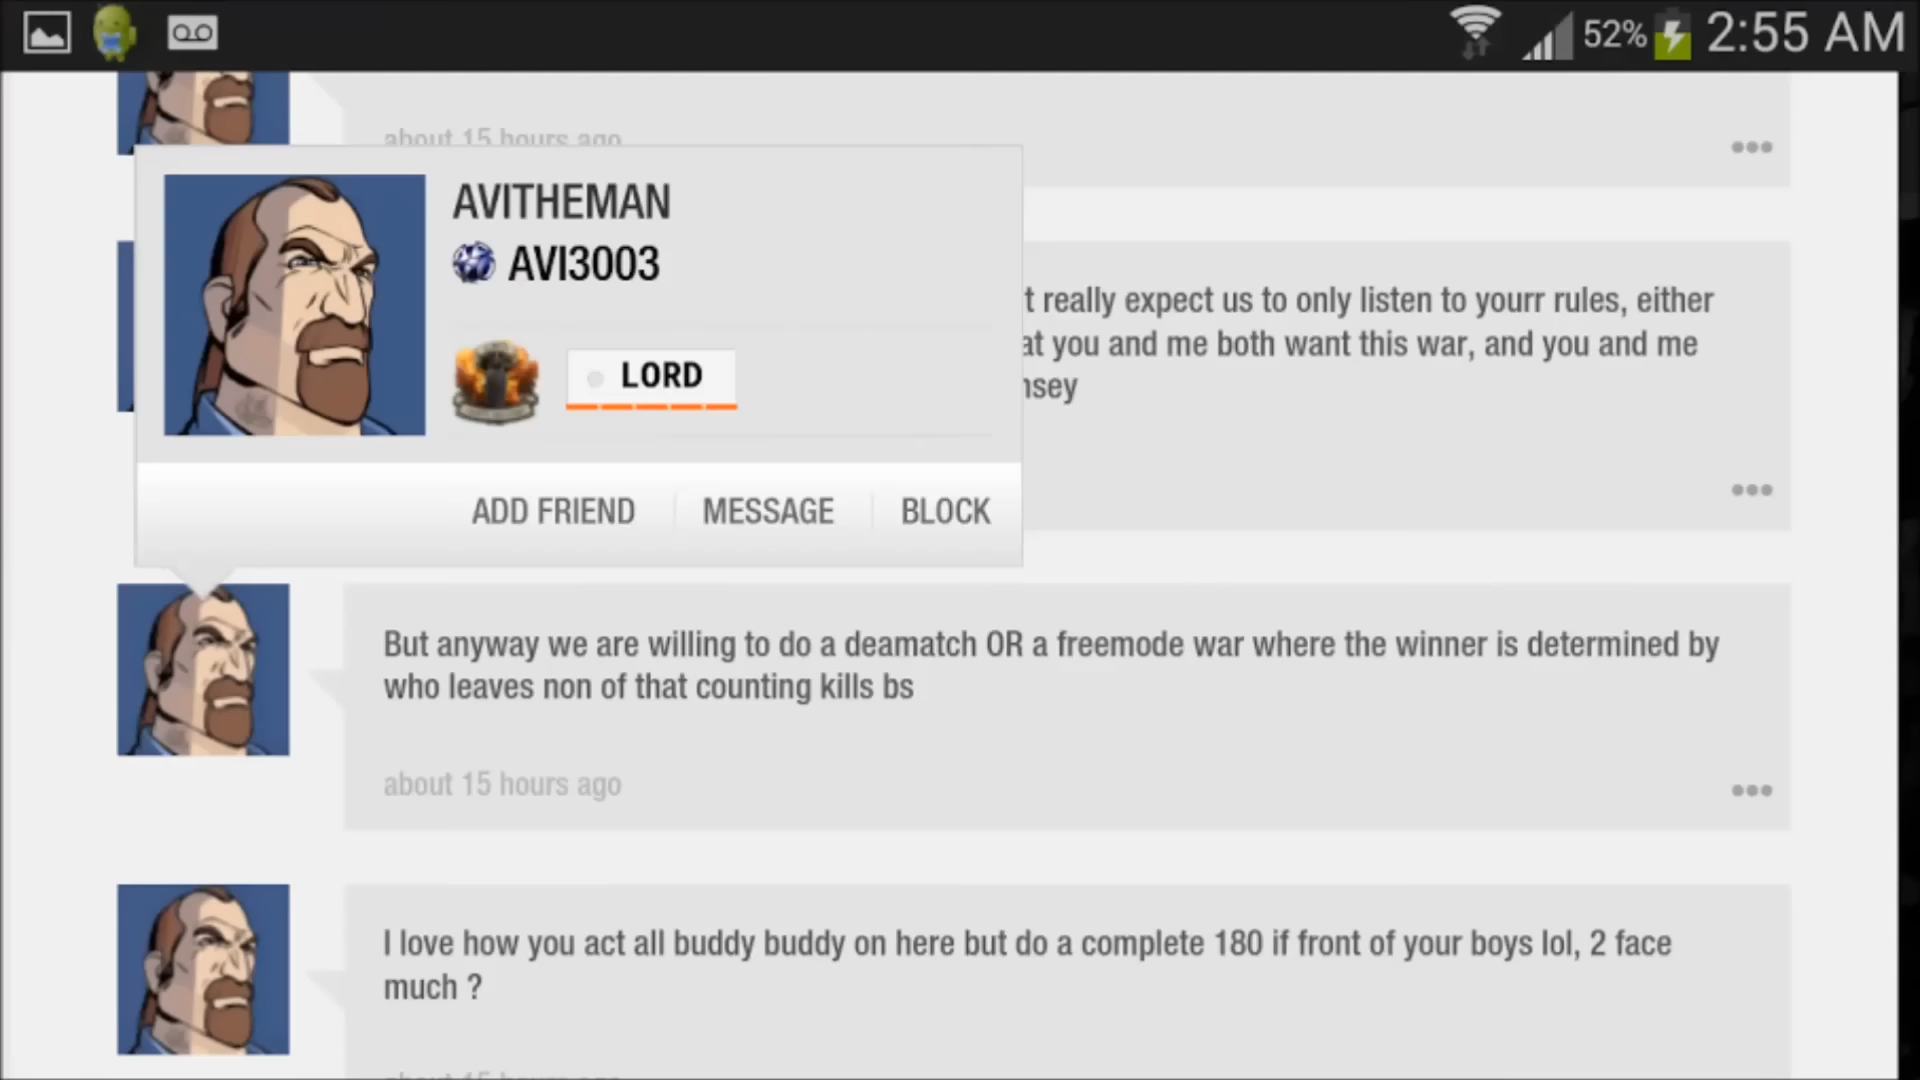 52% 2:55 AM
about 15 hours ago
AVITHEMAN
AVI3003
LORD
ADD FRIEND MESSAGE BLOCK
t really expect us to only listen to yourr rules, either
at you and me both want this war, and you and me
nsey
But anyway we are willing to do a deamatch OR a freemode war where the winner is determined by
who leaves non of that counting kills bs
about 15 hours ago
I love how you act all buddy buddy on here but do a complete 180 if front of your boys lol, 2 face
much ?
about 15 hours ago